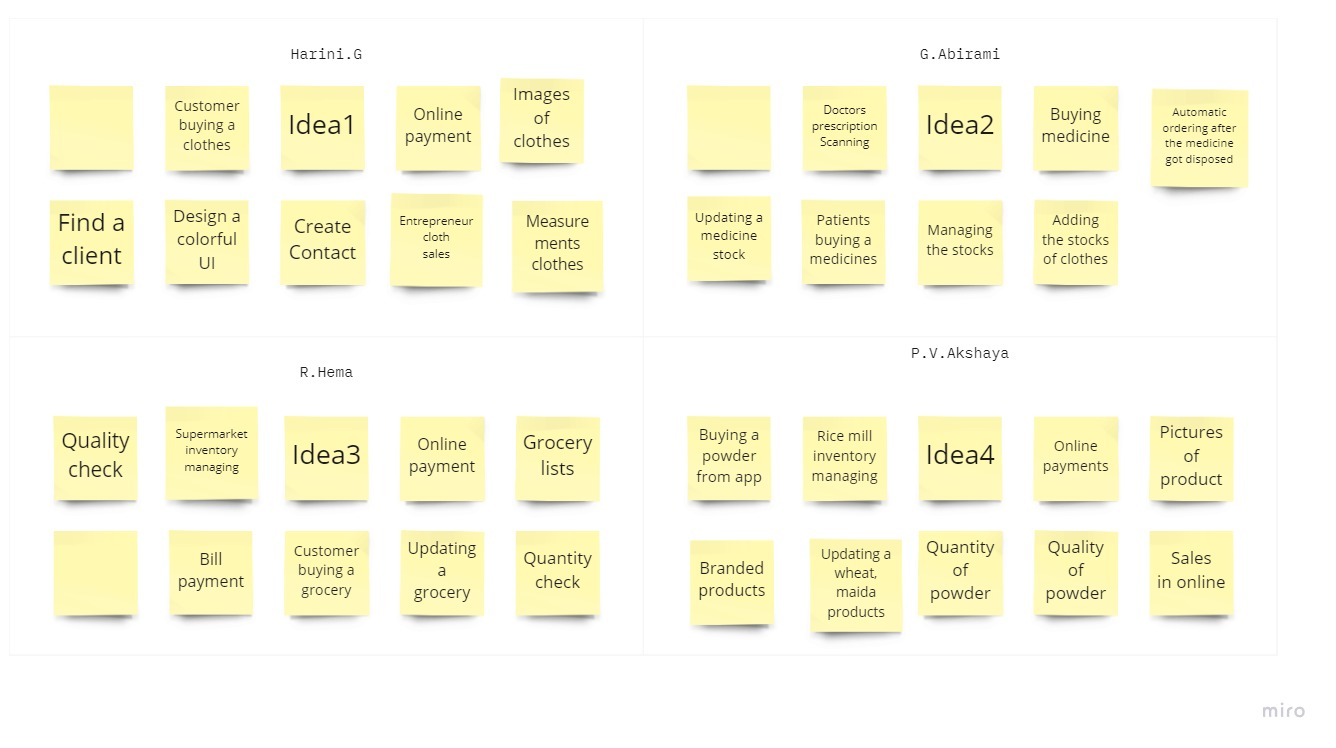 Harini.G
Customer
buying a
clothes
Idea1
Online
payment
Images
of
clothes
Find a
client
Design a
colorful
UI
Create
Contact
Entrepreneur
cloth
sales
Measure
ments
clothes
G.Abirami
Doctors
prescription
Scanning
Idea2
Buying
medicine
Automatic
ordering after
the medicine
got disposed
Updating a
medicine
stock
Patients
buying a
medicines
Managing
the stocks
Adding
the stocks
of clothes
R.Hema
Quality
check
Supermarket
inventory
managing
Idea3
Online
payment
Grocery
lists
Bill
payment
Customer
buying a
grocery
Updating
a
grocery
Quantity
check
P.V.Akshaya
Buying a
powder
from app
Rice mill
inventory
managing
Idea4
Online
payments
Pictures
of
product
Branded
products
Updating a
wheat,
maida
products
Quantity
of
powder
Quality
of
powder
Sales
in online
miro